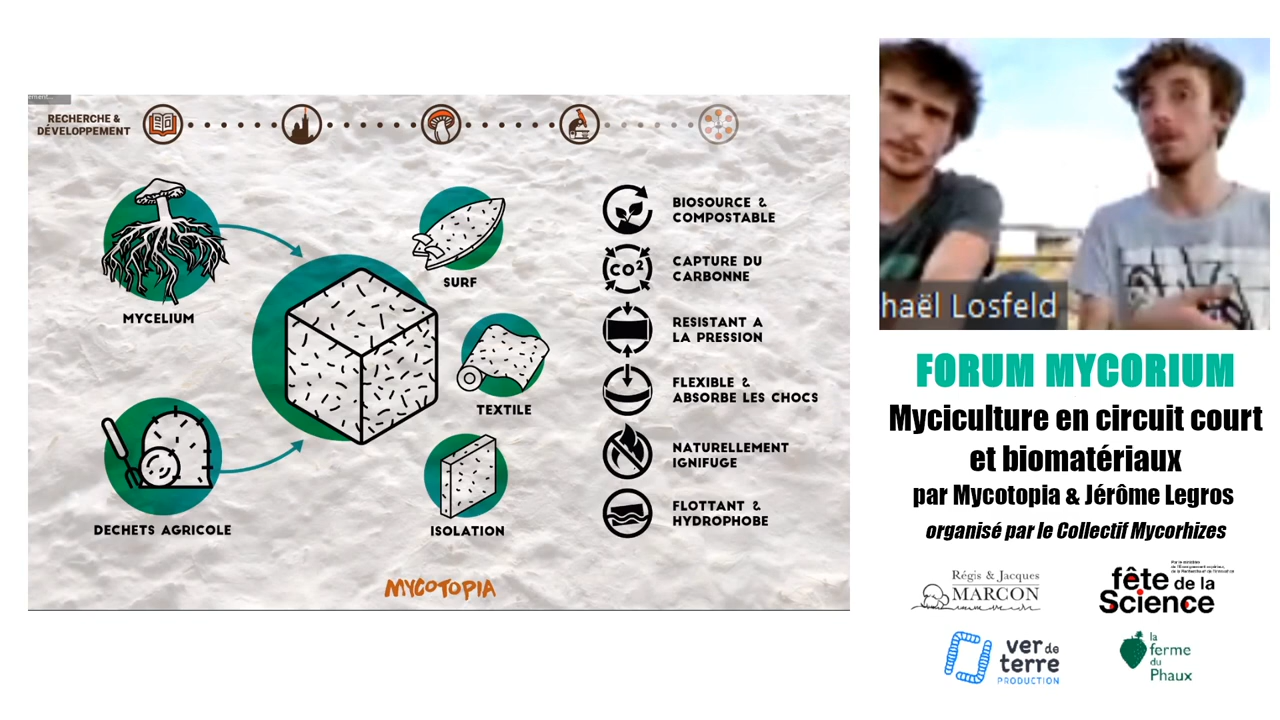 RECHERCHE &
DÉVELOPPEMENT
MYCELIUM
DECHETS AGRICOLE
SURF
TEXTILE
ISOLATION
BIOSOURCE &
COMPOSTABLE
CO2
CAPTURE DU
CARBONNE
RESISTANT A
LA PRESSION
FLEXIBLE &
ABSORBE LES CHOCS
NATURELLEMENT
IGNIFUGE
FLOTTANT &
HYDROPHOBE
MYCOTOPIA
haël Losfeld
FORUM MYCORIUM
Myciculture en circuit court
et biomatériaux
par Mycotopia & Jérôme Legros
organisé par le Collectif Mycorhizes
Régis & Jacques
MARCON
fête de la
Science
ver de
terre
PRODUCTION
la
ferme
du
Phaux